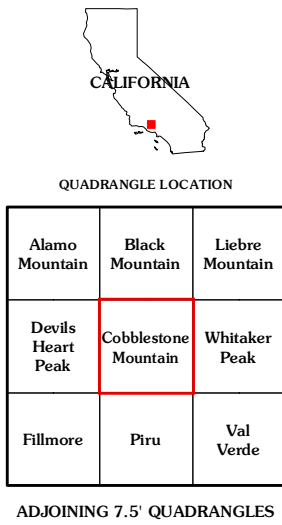 CALIFORNIA
QUADRANGLE LOCATION
Alamo
Mountain
Black
Mountain
Liebre
Mountain
Devils
Heart
Peak
Cobblestone
Mountain
Whitaker
Peak
Fillmore
Piru
Val
Verde
ADJOINING 7.5' QUADRANGLES